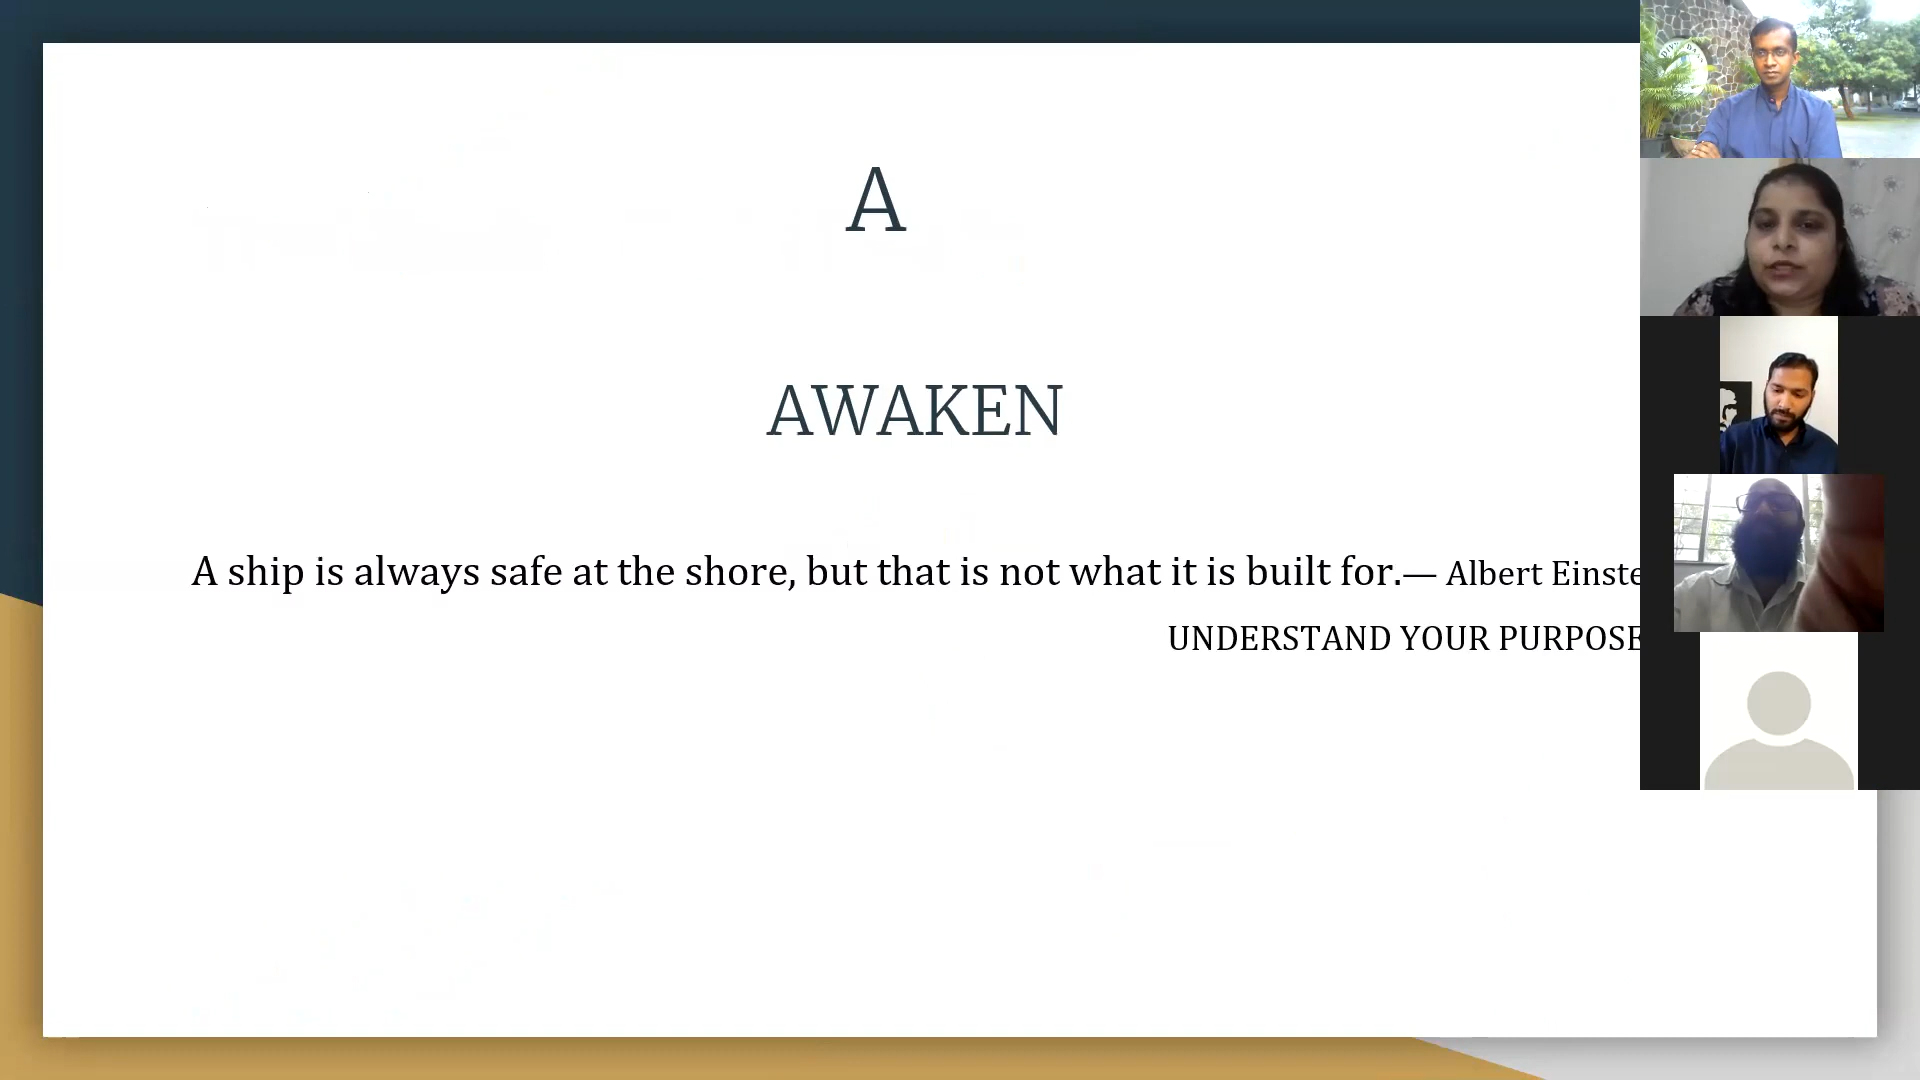 A
AWAKEN
A ship is always safe at the shore, but that is not what it is built for.— Albert Einste
UNDERSTAND YOUR PURPOSE